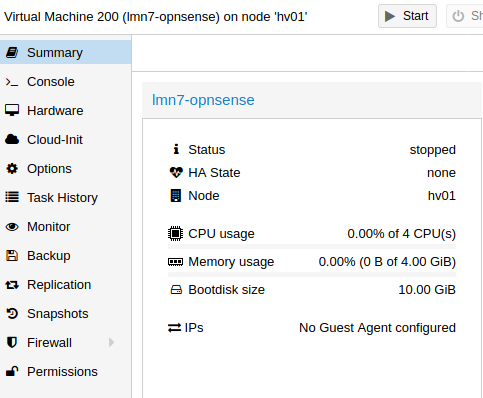 Virtual Machine 200 (lmn7-opnsense) on node 'hv01' Start Sh
Summary
Console
Hardware
Cloud-Init
Options
Task History
Monitor
Backup
Replication
Snapshots
Firewall
Permissions
lmn7-opnsense
Status stopped
HA State none
Node hv01
CPU usage 0.00% of 4 CPU(s)
Memory usage 0.00% (0 B of 4.00 GiB)
Bootdisk size 10.00 GiB
IPs No Guest Agent configured